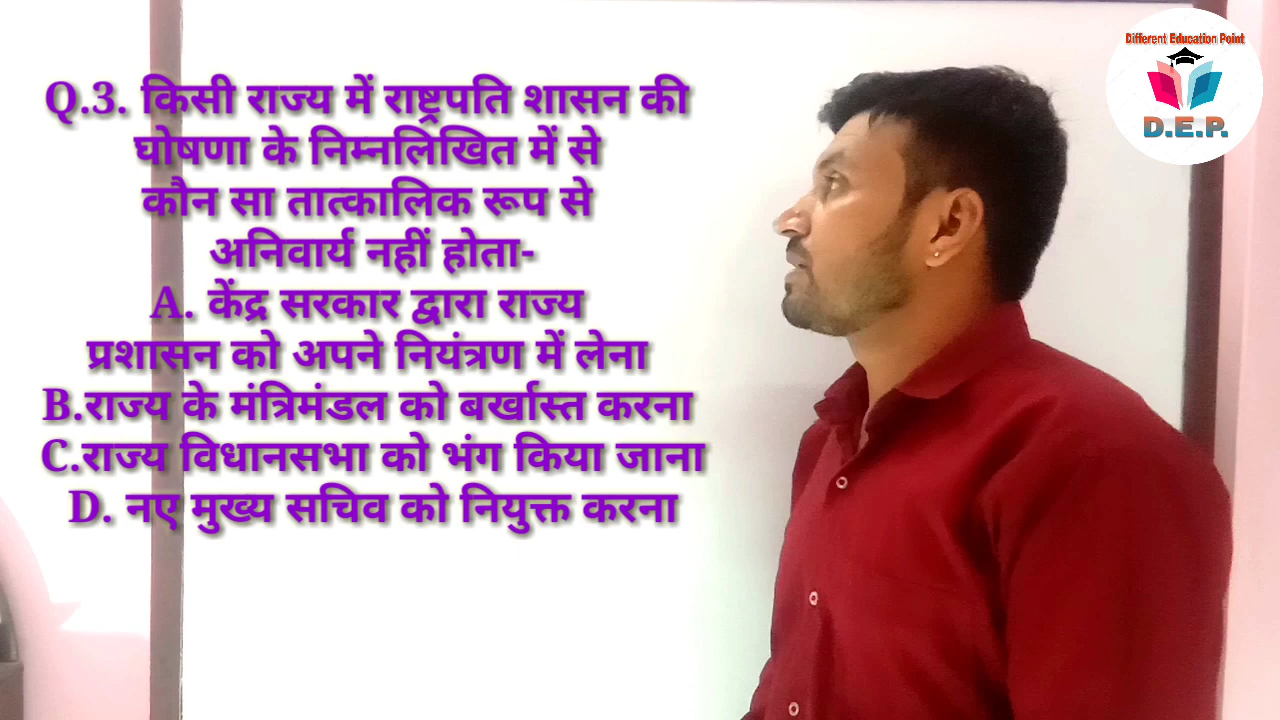 Different Education Point
D.E.P.
Q.3. किसी राज्य में राष्ट्रपति शासन की
घोषणा के निम्नलिखित में से
कौन सा तात्कालिक रूप से
अनिवार्य नहीं होता-
A. केंद्र सरकार द्वारा राज्य
प्रशासन को अपने नियंत्रण में लेना
B.राज्य के मंत्रिमंडल को बर्खास्त करना
C.राज्य विधानसभा को भंग किया जाना
D. नए मुख्य सचिव को नियुक्त करना